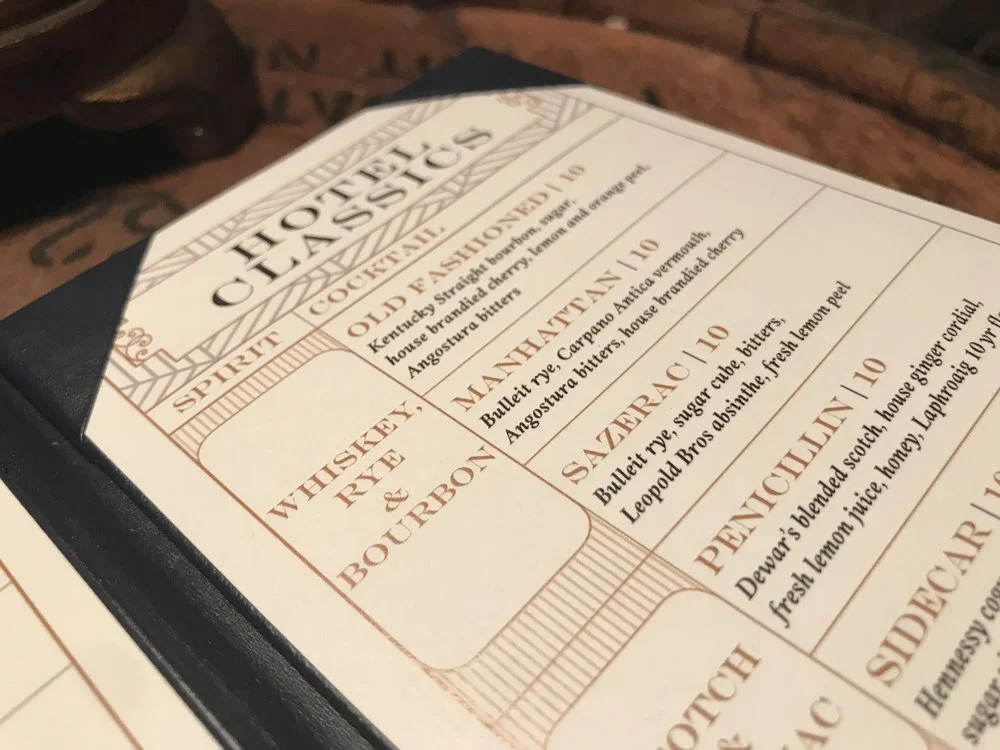 HOTEL
CLASSICS
SPIRIT
COCKTAIL
WHISKEY,
RYE
&
BOURBON
OLD FASHIONED | 10
Kentucky Straight bourbon, sugar,
house brandied cherry, lemon and orange peel,
Angostura bitters
MANHATTAN | 10
Bulleit rye, Carpano Antica vermouth,
Angostura bitters, house brandied cherry
SAZERAC | 10
Bulleit rye, sugar cube, bitters,
Leopold Bros absinthe, fresh lemon peel
PENICILLIN | 10
Dewar's blended scotch, house ginger cordial,
fresh lemon juice, honey, Laphroaig 10 yr
SIDECAR |
Hennessy
sugar